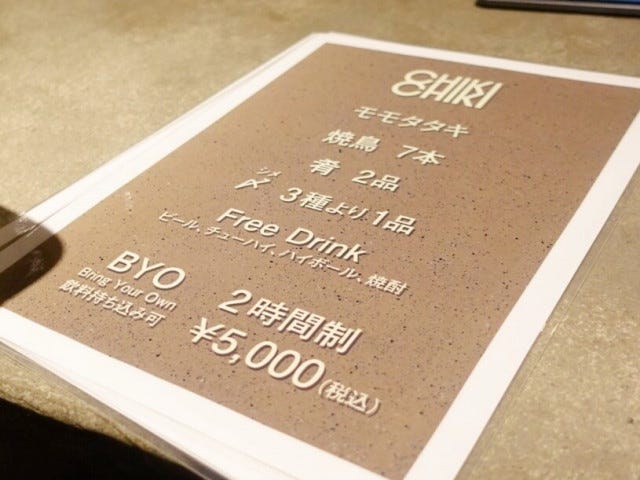 CHIKI
CHIKI
モモタタキ
焼鳥 7本
肴 2品
シメ
〆 3種より1品
Free Drink
ビール、チューハイ、ハイボール、焼酎
BYO
Bring Your Own
飲料持ち込み可
2時間制
¥5,000(税込)